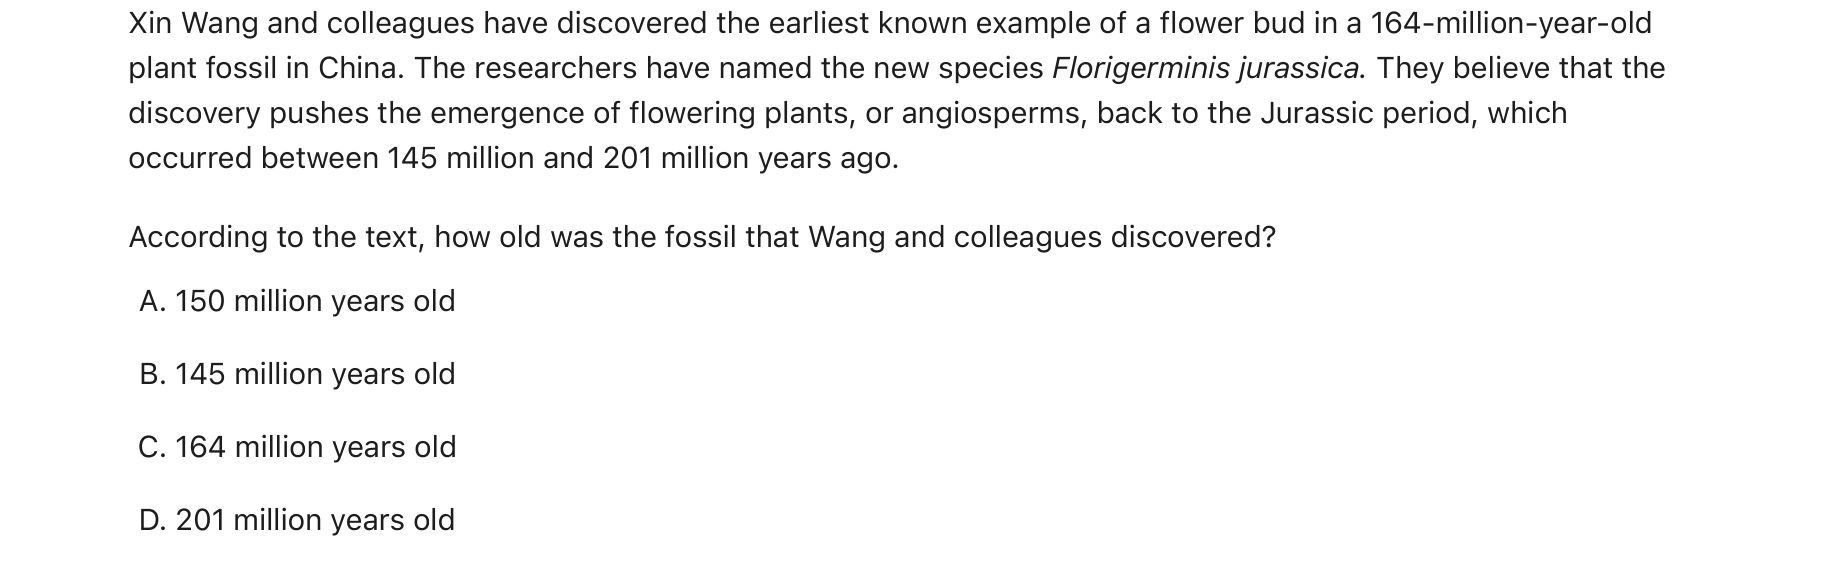 Xin Wang and colleagues have discovered the earliest known example of a flower bud in a 164-million-year-old
plant fossil in China. The researchers have named the new species Florigerminis jurassica. They believe that the
discovery pushes the emergence of flowering plants, or angiosperms, back to the Jurassic period, which
occurred between 145 million and 201 million years ago.
According to the text, how old was the fossil that Wang and colleagues discovered?
A. 150 million years old
B. 145 million years old
C. 164 million years old
D. 201 million years old